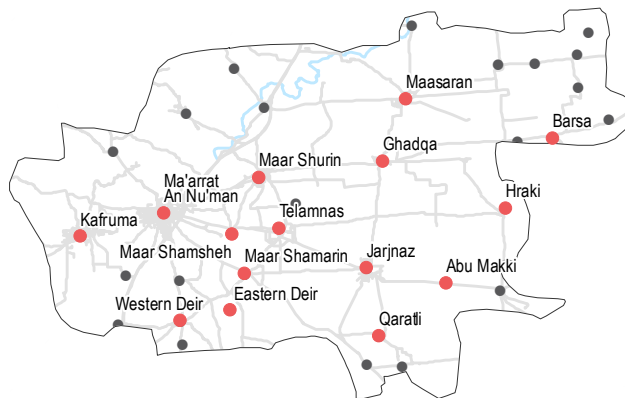 Maasaran
Barsa
Ghadqa
Maar Shurin
Ma'arrat
An Nu'man
Hraki
Telamnas
Kafruma
Maar Shamsheh
Maar Shamarin
Jarjnaz
Abu Makki
Western Deir
Eastern Deir
Qaratli